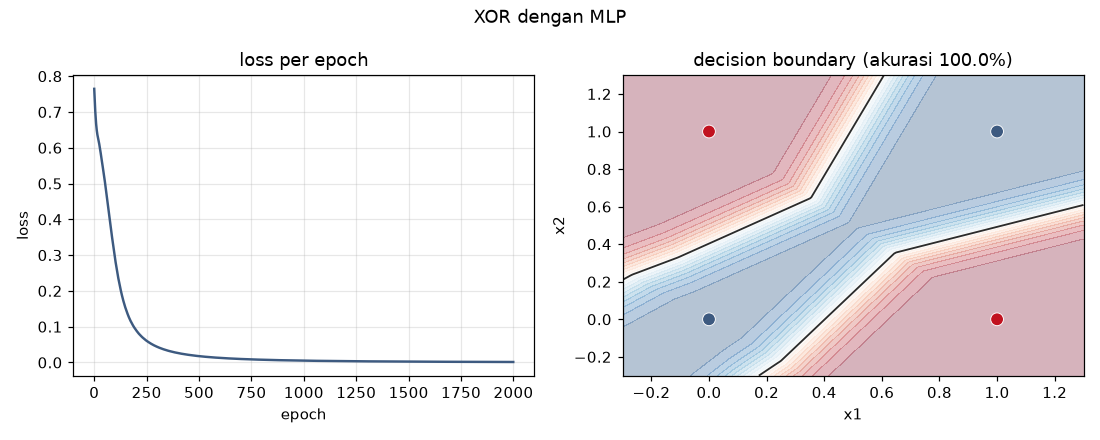 XOR dengan MLP
loss per epoch
0.8
0.7
0.6
0.5
0.4
0.3
0.2
0.1
0.0
loss
0 250 500 750 1000 1250 1500 1750 2000
epoch
decision boundary (akurasi 100.0%)
1.2
1.0
0.8
0.6
0.4
0.2
0.0
−0.2
x2
−0.2 0.0 0.2 0.4 0.6 0.8 1.0 1.2
x1